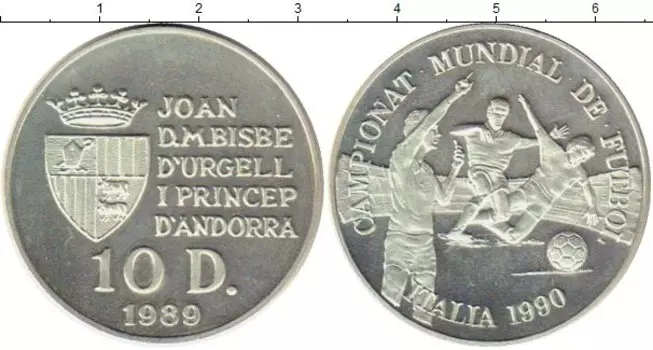 0 1 2 3 4 5 6
JOAN
D.M.BISBE
D'URGELL
I PRINCEP
D'ANDORRA
10 D.
1989
CAMPIONAT MUNDIAL DE FUTBOL
ITALIA 1990